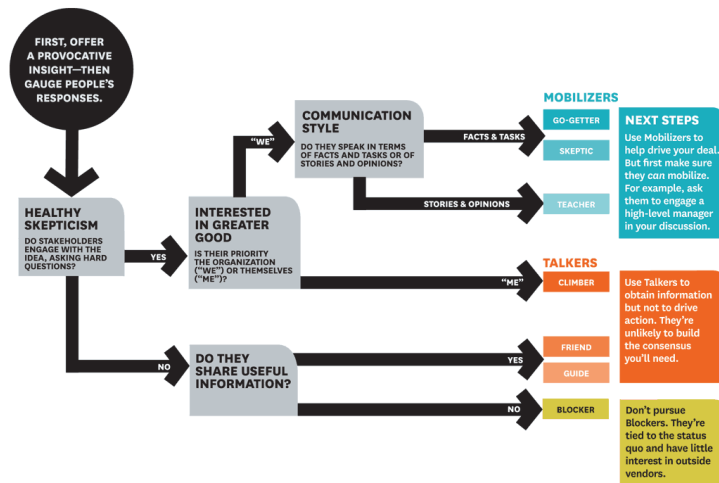 FIRST, OFFER
A PROVOCATIVE
INSIGHT—THEN
GAUGE PEOPLE’S
RESPONSES.
HEALTHY
SKEPTICISM
DO STAKEHOLDERS
ENGAGE WITH THE
IDEA, ASKING HARD
QUESTIONS?
YES
NO
INTERESTED
IN GREATER
GOOD
IS THEIR PRIORITY
THE ORGANIZATION
(“WE”) OR THEMSELVES
(“ME”)?
“WE”
“ME”
COMMUNICATION
STYLE
DO THEY SPEAK IN TERMS
OF FACTS AND TASKS OR OF
STORIES AND OPINIONS?
FACTS & TASKS
STORIES & OPINIONS
DO THEY
SHARE USEFUL
INFORMATION?
YES
NO
MOBILIZERS
GO-GETTER
SKEPTIC
TEACHER
NEXT STEPS
Use Mobilizers to
help drive your deal.
But first make sure
they can mobilize.
For example, ask
them to engage a
high-level manager
in your discussion.
TALKERS
CLIMBER
FRIEND
GUIDE
Use Talkers to
obtain information
but not to drive
action. They’re
unlikely to build
the consensus
you’ll need.
BLOCKER
Don’t pursue
Blockers. They’re
tied to the status
quo and have little
interest in outside
vendors.